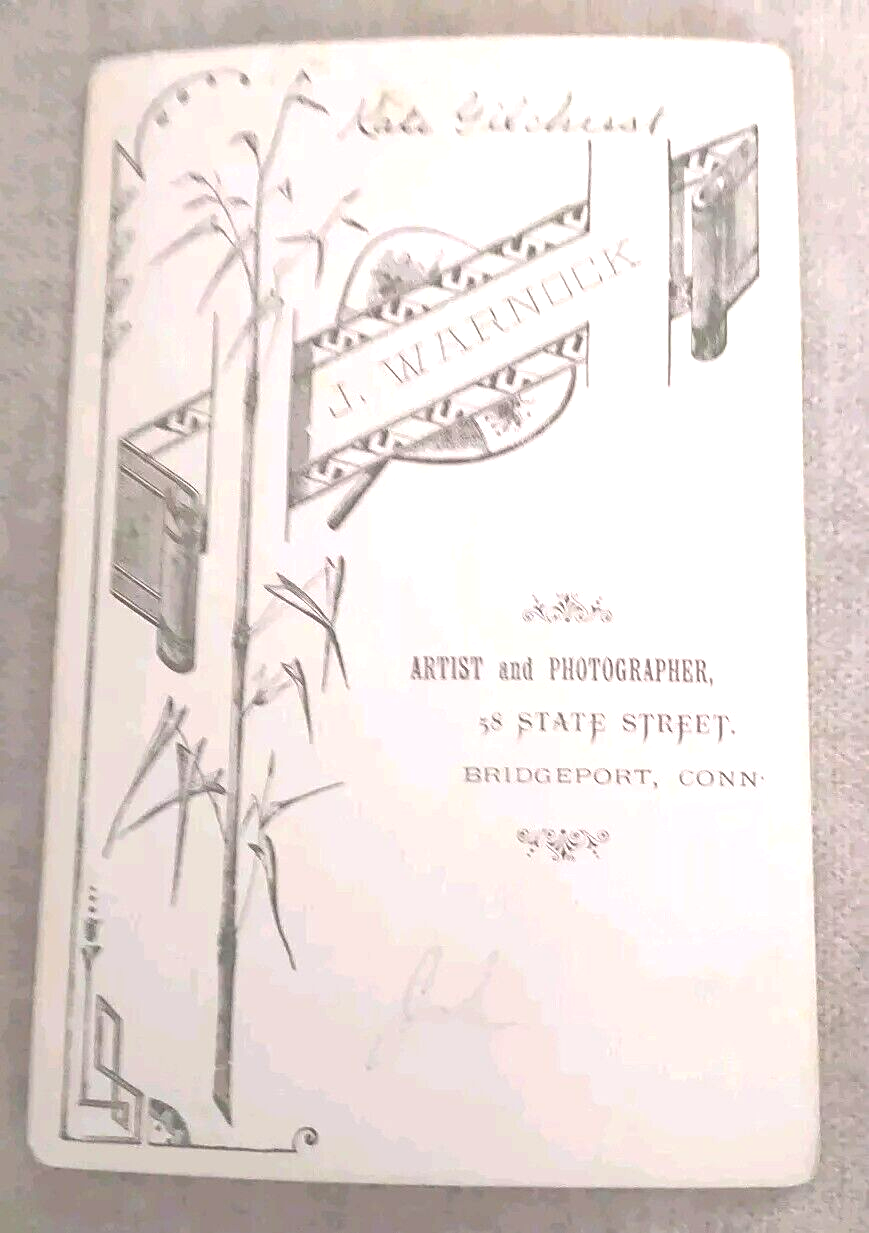 Kate Gilchrist
J. WARNOCK
ARTIST and PHOTOGRAPHER,
58 STATE STREET.
BRIDGEPORT, CONN.